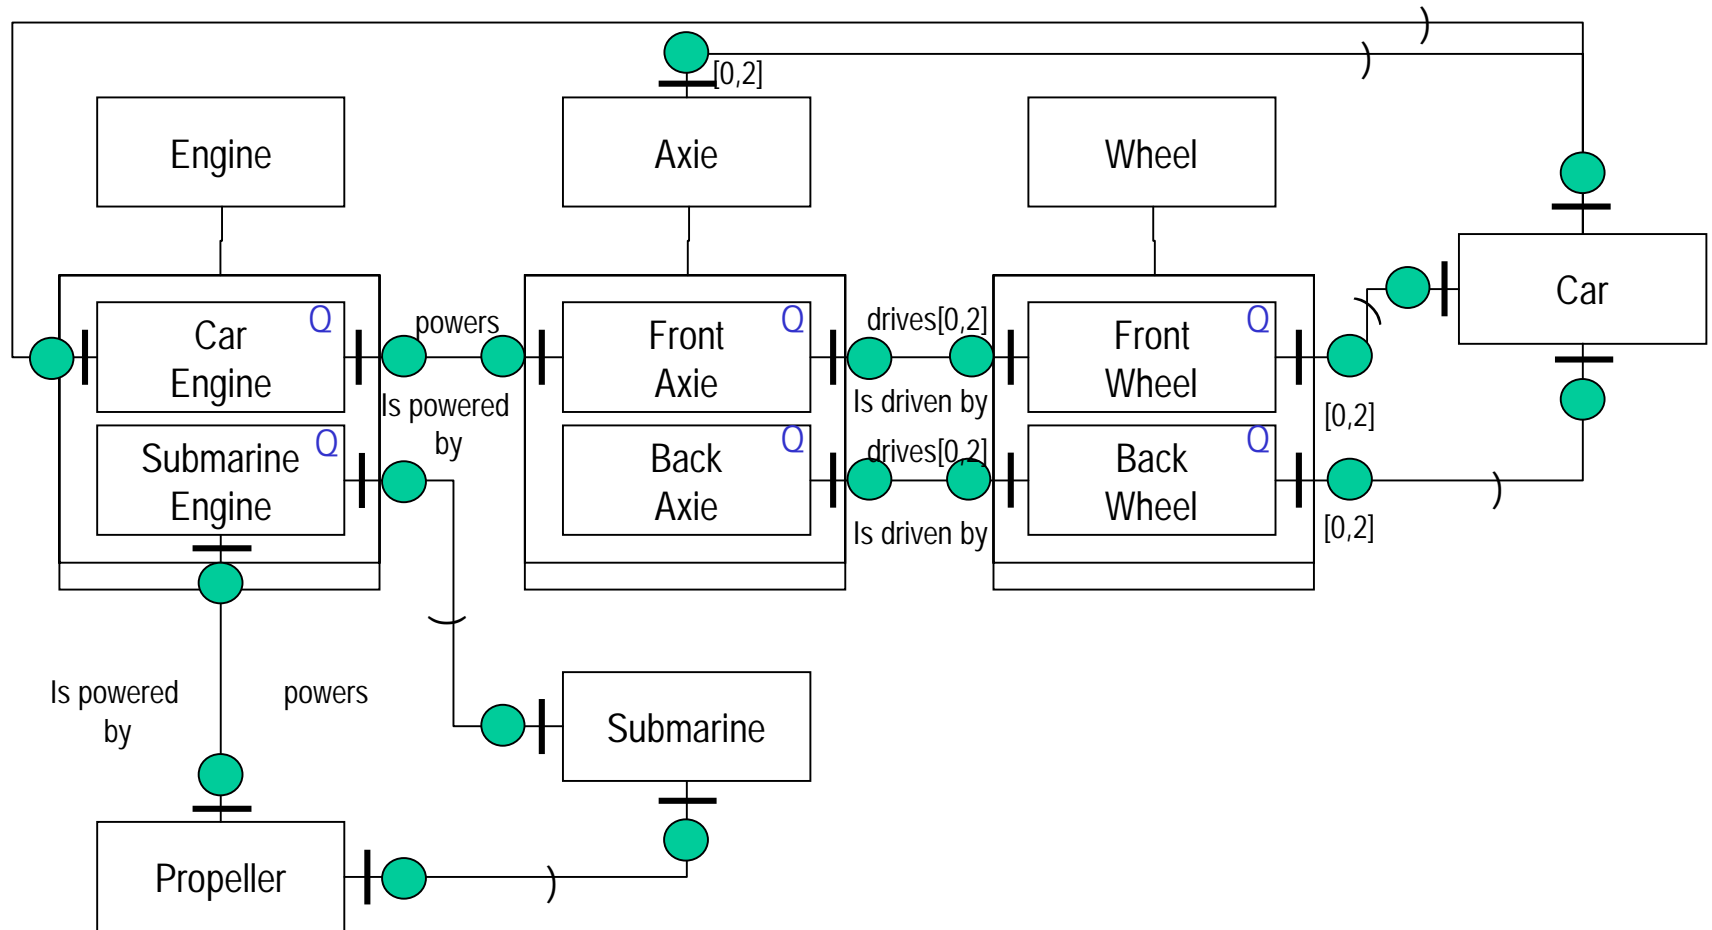 [0,2]
Engine
Axie
Wheel
Car
Car
Engine
Q
powers
Is powered
by
Front
Axie
Q
drives[0,2]
Is driven by
Front
Wheel
Q
[0,2]
Submarine
Engine
Q
Back
Axie
Q
drives[0,2]
Is driven by
Back
Wheel
Q
[0,2]
Is powered
by
powers
Submarine
Propeller